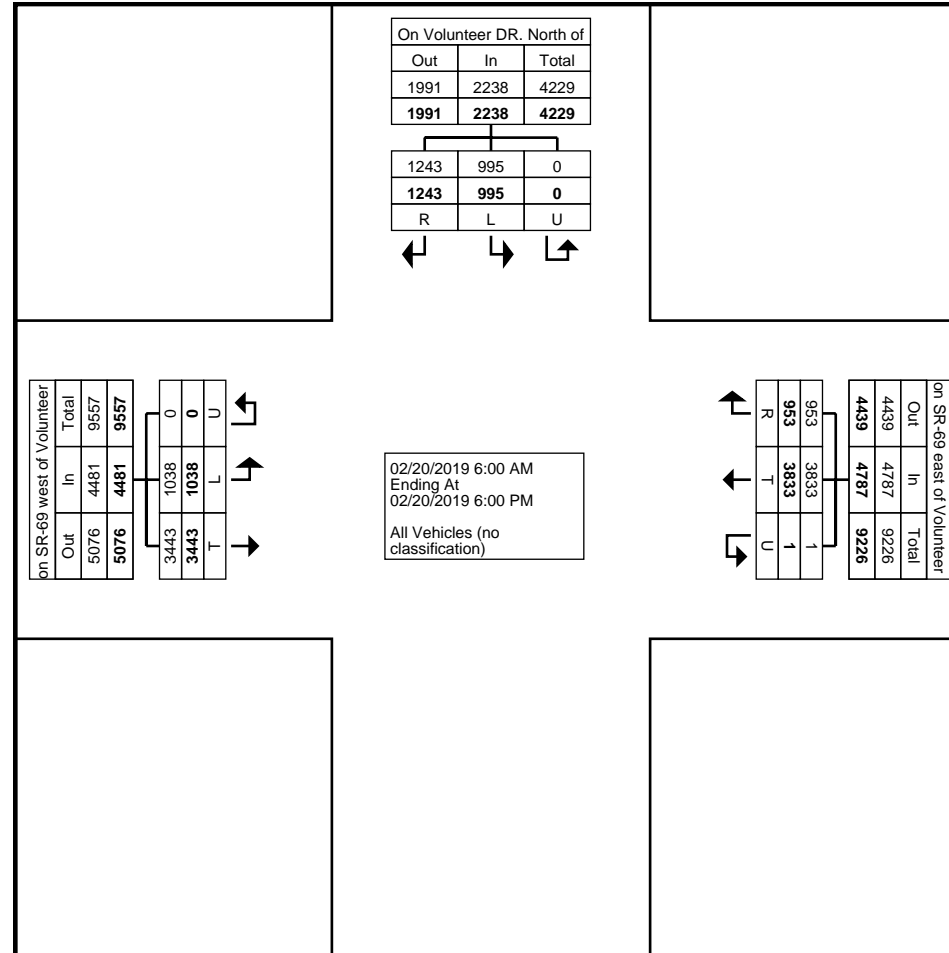 On Volunteer DR. North of
Out In Total
1991 2238 4229
1991 2238 4229
1243 995 0
1243 995 0
R L U
on SR-69 west of Volunteer
Total In Out
9557 4481 5076
9557 4481 5076
0 1038 3443
0 1038 3443
U L T
02/20/2019 6:00 AM
Ending At
02/20/2019 6:00 PM
All Vehicles (no
classification)
on SR-69 east of Volunteer
Out In Total
4439 4787 9226
4439 4787 9226
953 3833 1
953 3833 1
R T U